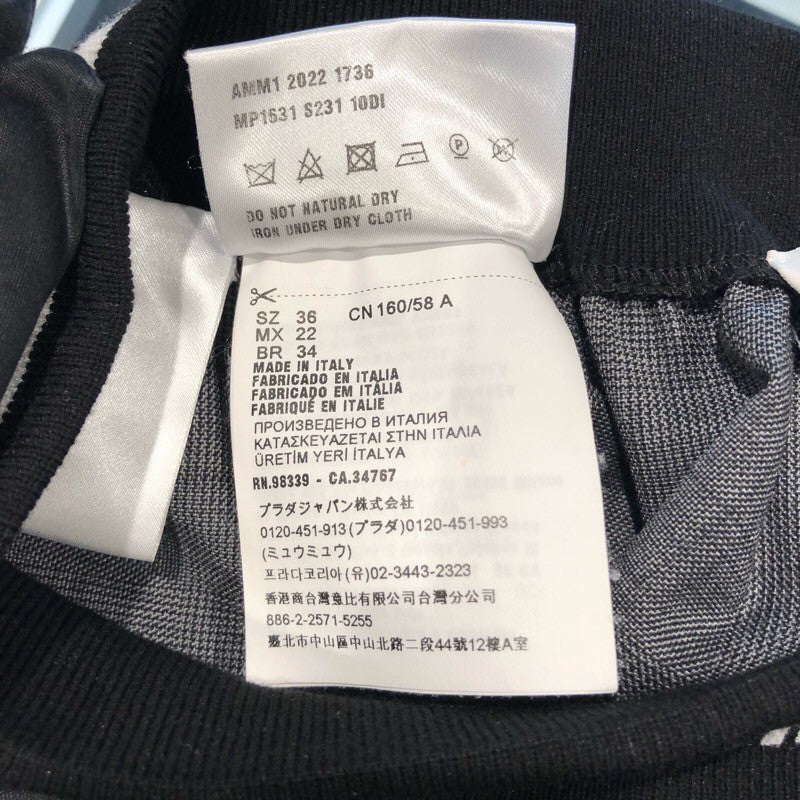 AMM1 2022 1736
MP1531 S231 10DI
P
W
DO NOT NATURAL DRY
IRON UNDER DRY CLOTH
SZ 36 CN 160/58 A
MX 22
BR 34
MADE IN ITALY
FABRICADO EN ITALIA
FABRICADO EM ITÁLIA
FABRIQUÉ EN ITALIE
ПРОИЗВЕДЕНО В ИТАЛИЯ
ΚΑΤΑΣΚΕΥΑΖΕΤΑΙ ΣΤΗΝ ΙΤΑΛΙΑ
ÜRETİM YERİ İTALYA
RN.98339 - CA.34767
プラダジャパン株式会社
0120-451-913(プラダ)0120-451-993
(ミュウミュウ)
프라다코리아(유)02-3443-2323
香港商台灣惫比有限公司台灣分公司
886-2-2571-5255
臺北市中山區中山北路二段44號12樓A室